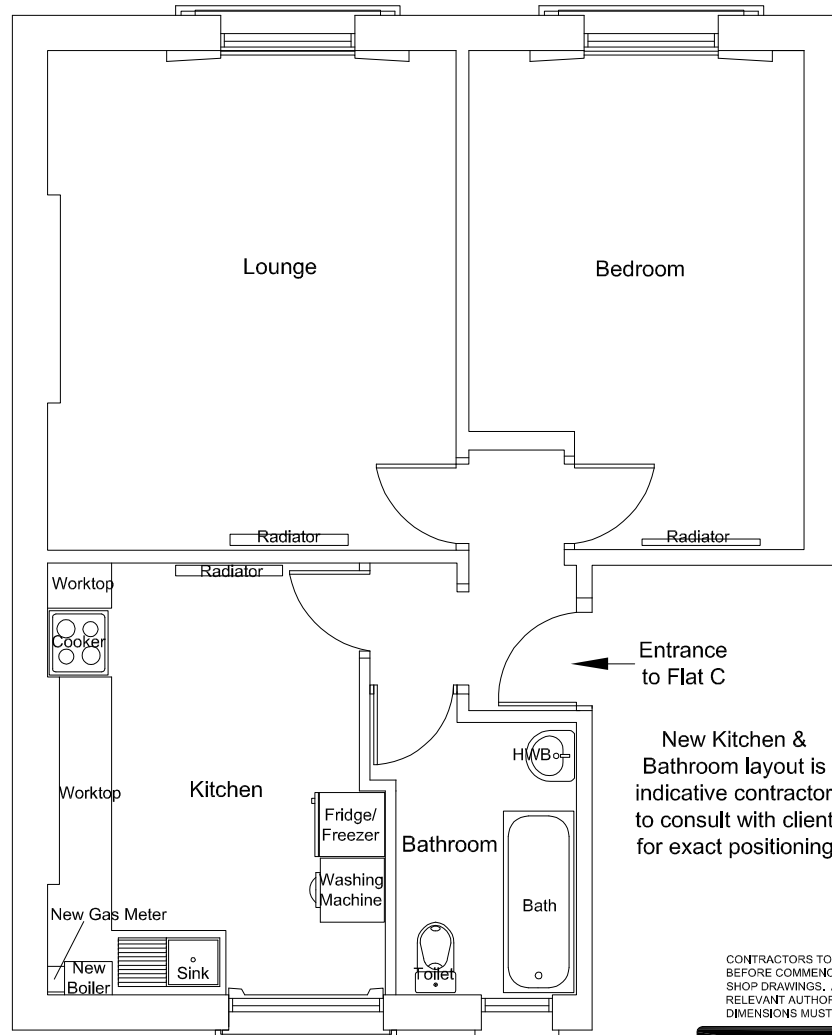 Lounge
Bedroom
Radiator
Radiator
Radiator
Worktop
Cooker
Entrance
to Flat C
New Kitchen &
Bathroom layout is
indicative contractor
to consult with client
for exact positioning
HWB
Worktop
Kitchen
Fridge/
Freezer
Bathroom
Washing
Machine
New Gas Meter
Bath
New
Boiler
Sink
Toilet
CONTRACTORS TO
BEFORE COMMENC
SHOP DRAWINGS. A
RELEVANT AUTHOR
DIMENSIONS MUST